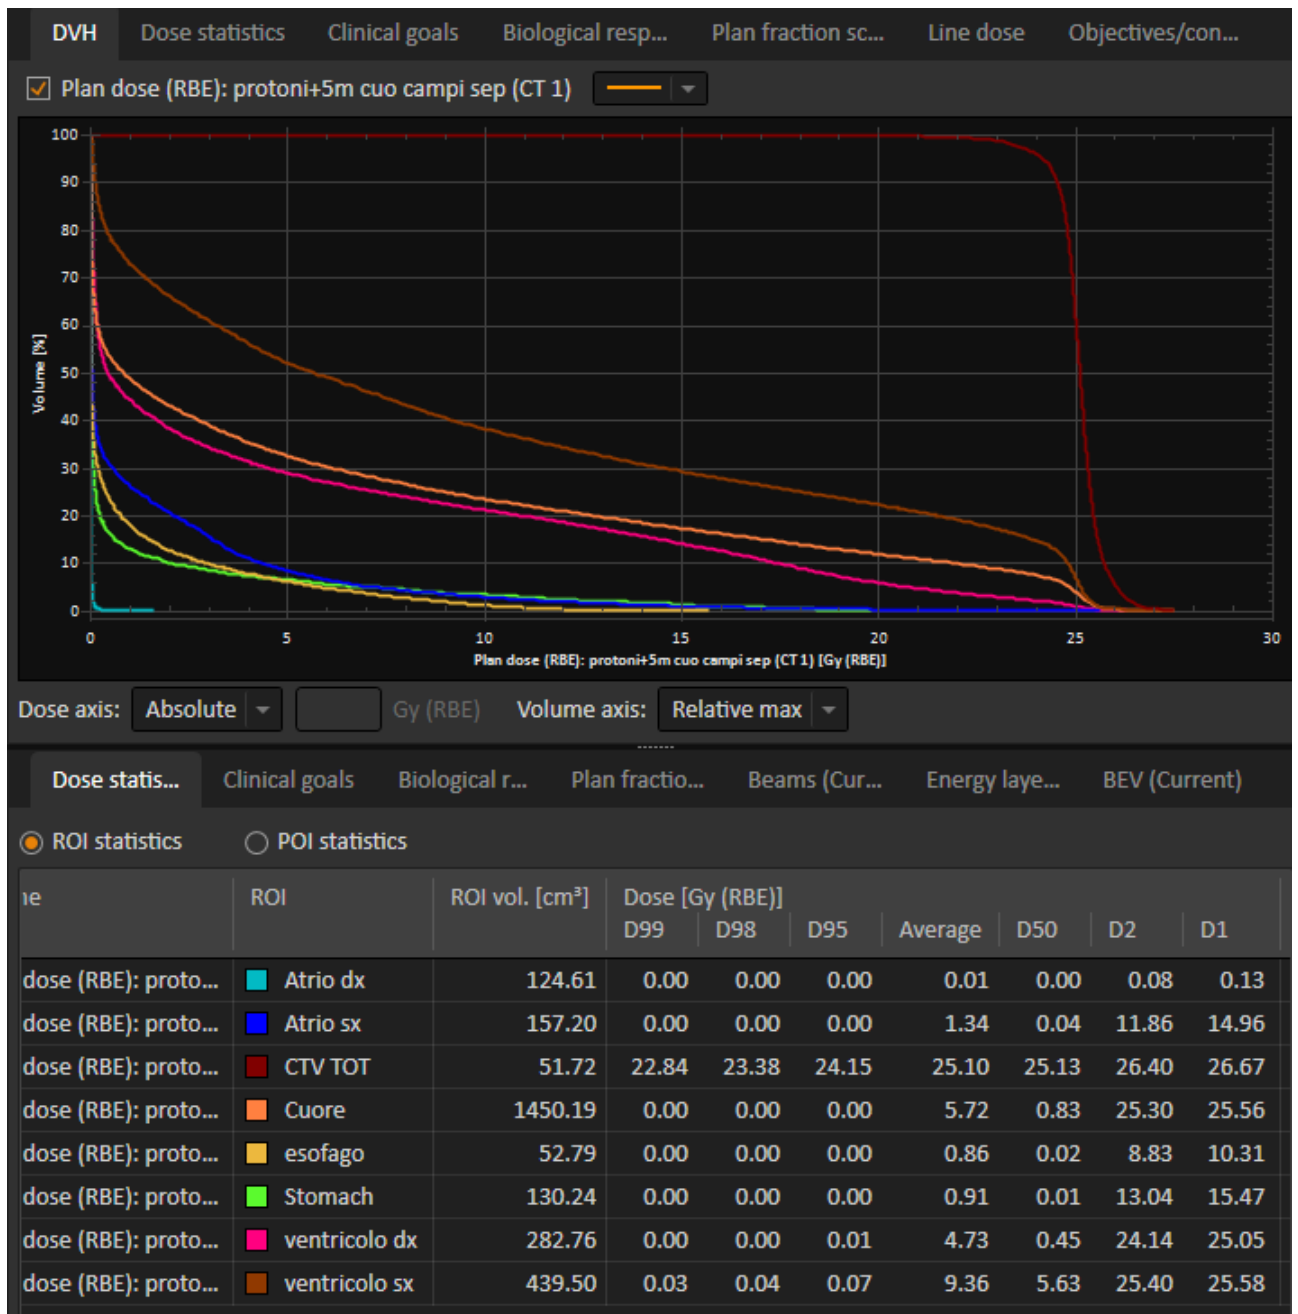 DVH Dose statistics Clinical goals Biological resp... Plan fraction sc... Line dose Objectives/con...
Plan dose (RBE): protoni+5m cuo campi sep (CT 1)
100
90
80
70
60
50
40
30
20
10
0
Volume [%]
0 5 10 15 20 25 30
Plan dose (RBE): protoni+5m cuo campi sep (CT 1) [Gy (RBE)]
Dose axis: Absolute Gy (RBE) Volume axis: Relative max
Dose statis... Clinical goals Biological r... Plan fractio... Beams (Cur... Energy laye... BEV (Current)
ROI statistics POI statistics
ne ROI ROI vol. [cm³] Dose [Gy (RBE)]
D99 D98 D95 Average D50 D2 D1
dose (RBE): proto... Atrio dx 124.61 0.00 0.00 0.00 0.01 0.00 0.08 0.13
dose (RBE): proto... Atrio sx 157.20 0.00 0.00 0.00 1.34 0.04 11.86 14.96
dose (RBE): proto... CTV TOT 51.72 22.84 23.38 24.15 25.10 25.13 26.40 26.67
dose (RBE): proto... Cuore 1450.19 0.00 0.00 0.00 5.72 0.83 25.30 25.56
dose (RBE): proto... esofago 52.79 0.00 0.00 0.00 0.86 0.02 8.83 10.31
dose (RBE): proto... Stomach 130.24 0.00 0.00 0.00 0.91 0.01 13.04 15.47
dose (RBE): proto... ventricolo dx 282.76 0.00 0.00 0.01 4.73 0.45 24.14 25.05
dose (RBE): proto... ventricolo sx 439.50 0.03 0.04 0.07 9.36 5.63 25.40 25.58